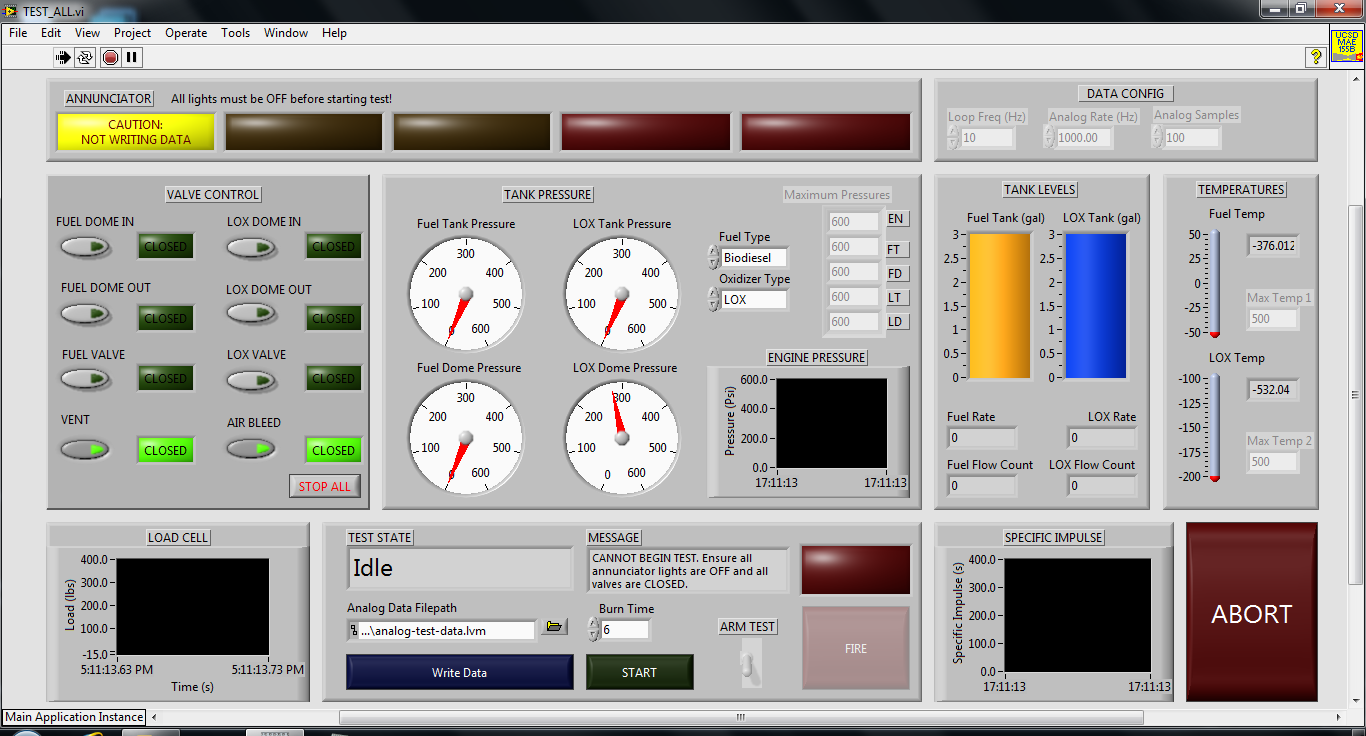 TEST_ALL.vi
File Edit View Project Operate Tools Window Help
UCSD
MAE
155B
ANNUNCIATOR All lights must be OFF before starting test!
CAUTION:
NOT WRITING DATA
DATA CONFIG
Loop Freq (Hz) Analog Rate (Hz) Analog Samples
10 1000.00 100
VALVE CONTROL
FUEL DOME IN LOX DOME IN
CLOSED CLOSED
FUEL DOME OUT LOX DOME OUT
CLOSED CLOSED
FUEL VALVE LOX VALVE
CLOSED CLOSED
VENT AIR BLEED
CLOSED CLOSED
STOP ALL
TANK PRESSURE
Maximum Pressures
Fuel Tank Pressure
0 100 200 300 400 500 600
LOX Tank Pressure
0 100 200 300 400 500 600
Fuel Type
Biodiesel
Oxidizer Type
LOX
600 EN
600 FT
600 FD
600 LT
600 LD
Fuel Dome Pressure
0 100 200 300 400 500 600
LOX Dome Pressure
0 100 200 300 400 500 600
ENGINE PRESSURE
Pressure (Psi)
600.0
400.0
200.0
0.0
17:11:13 17:11:13
TANK LEVELS
Fuel Tank (gal) LOX Tank (gal)
3 3
2.5 2.5
2 2
1.5 1.5
1 1
0.5 0.5
0 0
Fuel Rate LOX Rate
0 0
Fuel Flow Count LOX Flow Count
0 0
TEMPERATURES
Fuel Temp
50
25
0
-25
-50
-376.012
Max Temp 1
500
LOX Temp
-100
-125
-150
-175
-200
-532.04
Max Temp 2
500
LOAD CELL
Load (lbs)
400.0
300.0
200.0
100.0
-15.0
5:11:13.63 PM 5:11:13.73 PM
Time (s)
TEST STATE
Idle
Analog Data Filepath
...\analog-test-data.lvm
Write Data
MESSAGE
CANNOT BEGIN TEST. Ensure all
annunciator lights are OFF and all
valves are CLOSED.
Burn Time
6
START
ARM TEST
FIRE
SPECIFIC IMPULSE
Specific Impulse (s)
400.0
300.0
200.0
100.0
0.0
17:11:13 17:11:13
ABORT
Main Application Instance